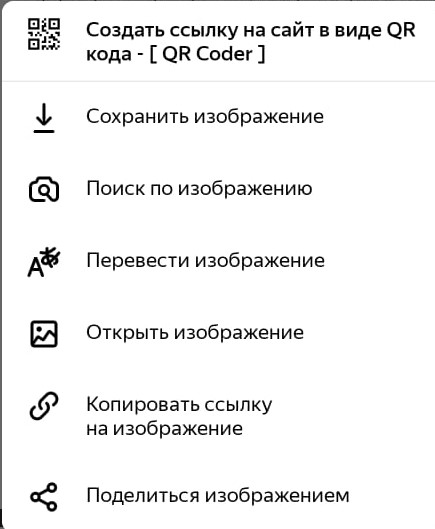 Создать ссылку на сайт в виде QR
кода - [ QR Coder ]
Сохранить изображение
Поиск по изображению
Перевести изображение
Открыть изображение
Копировать ссылку
на изображение
Поделиться изображением